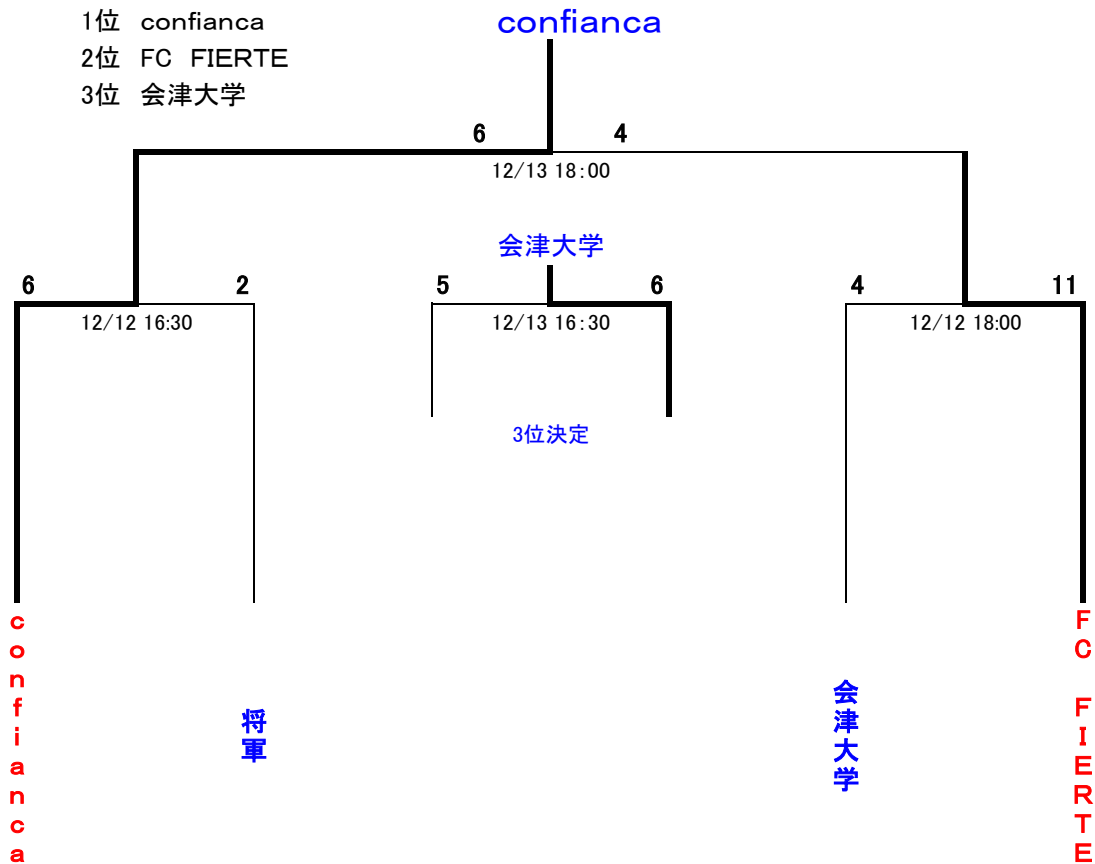 1位 confianca
confianca
2位 FC FIERTE
3位 会津大学
6 4
12/13 18:00
会津大学
6 2 5 6 4 11
12/12 16:30
12/13 16:30
12/12 18:00
3位決定
confianca
将軍
会津大学
FC FIERTE